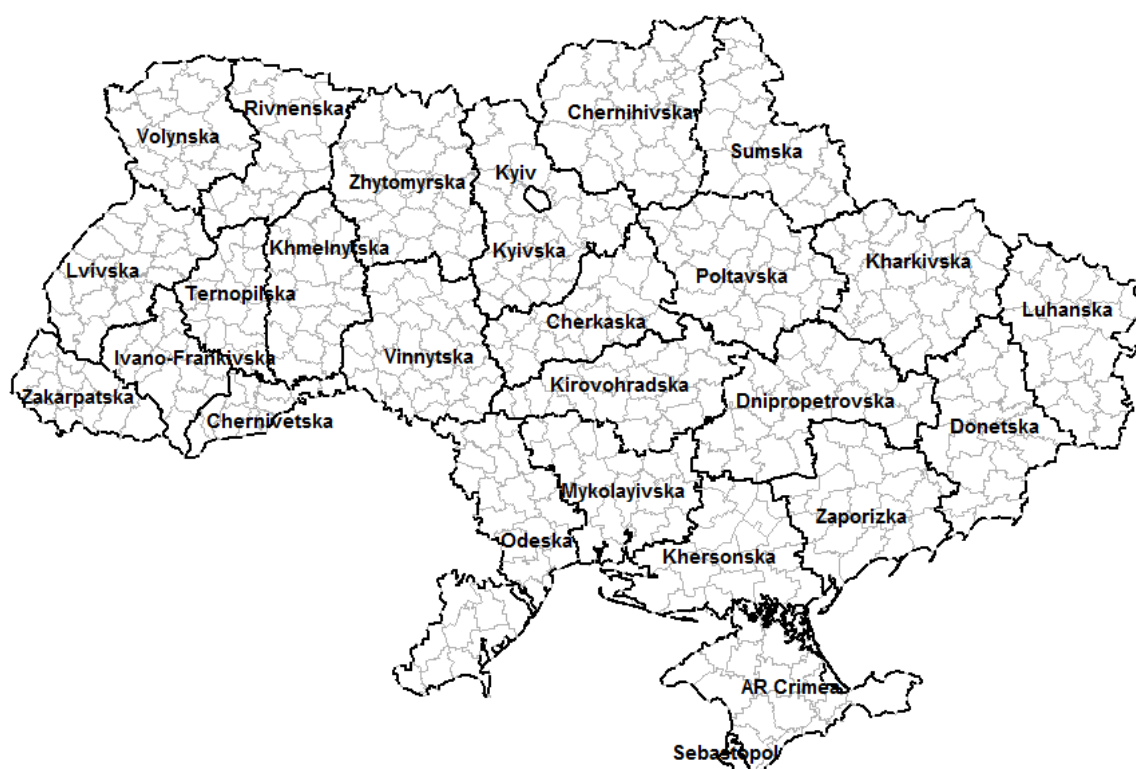 Rivnenska
Chernihivska
Volynska
Sumska
Kyiv
Zhytomyrska
Khmelnytska
Kyivska
Kharkivska
Lvivska
Poltavska
Luhanska
Ternopilska
Cherkaska
Ivano-Frankivska
Vinnytska
Kirovohradska
Zakarpatska
Dnipropetrovska
Chernivetska
Donetska
Mykolayivska
Zaporizka
Odeska
Khersonska
AR Crimea
Sebastopol